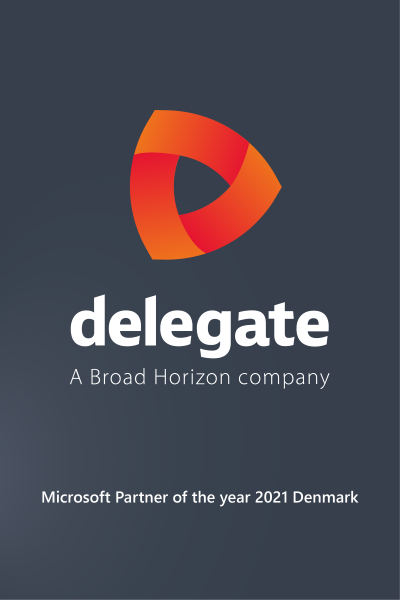 delegate
A Broad Horizon company
Microsoft Partner of the year 2021 Denmark